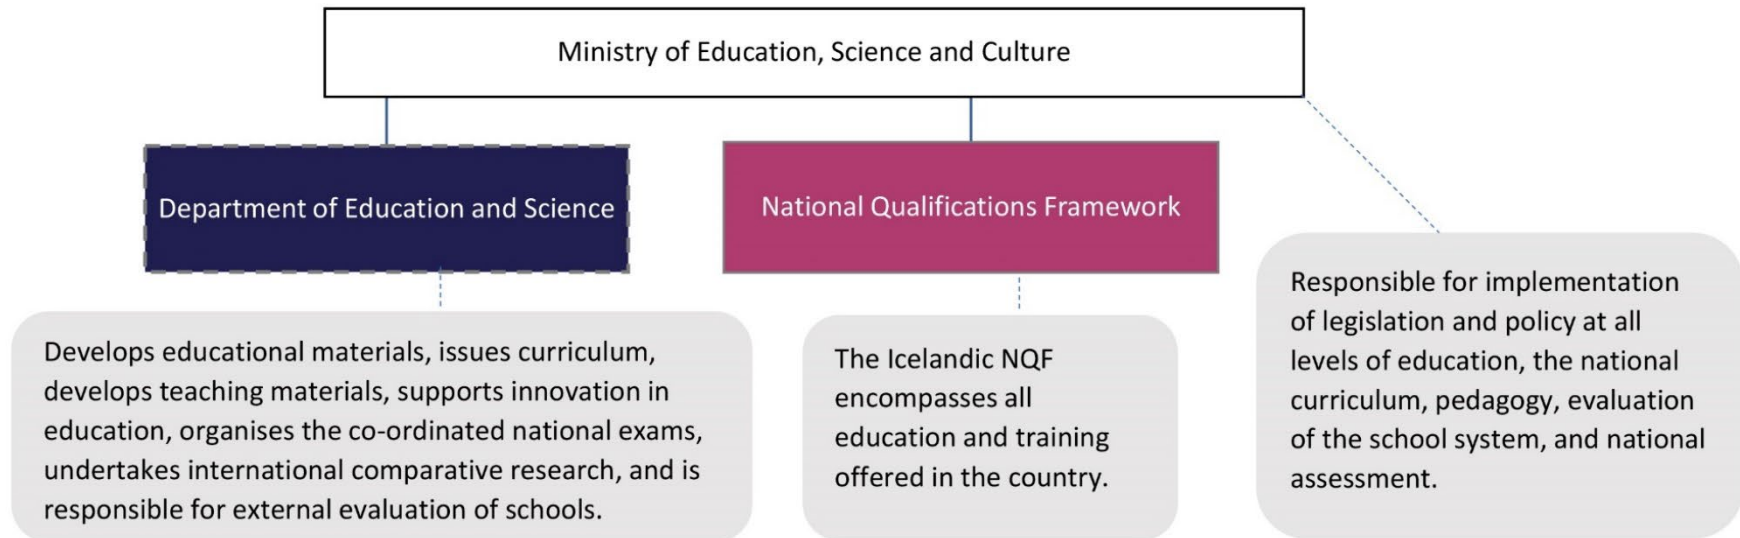 Ministry of Education, Science and Culture
Department of Education and Science
National Qualifications Framework
Develops educational materials, issues curriculum,
develops teaching materials, supports innovation in
education, organises the co-ordinated national exams,
undertakes international comparative research, and is
responsible for external evaluation of schools.
The Icelandic NQF
encompasses all
education and training
offered in the country.
Responsible for implementation
of legislation and policy at all
levels of education, the national
curriculum, pedagogy, evaluation
of the school system, and national
assessment.